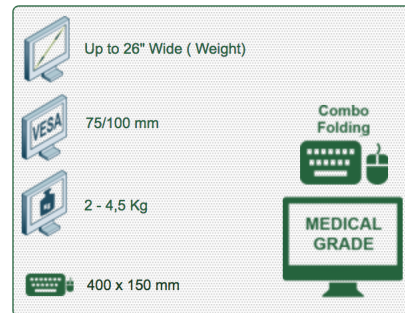 Up to 26" Wide ( Weight)
VESA
75/100 mm
KG
2 - 4,5 Kg
400 x 150 mm
Combo
Folding
MEDICAL
GRADE